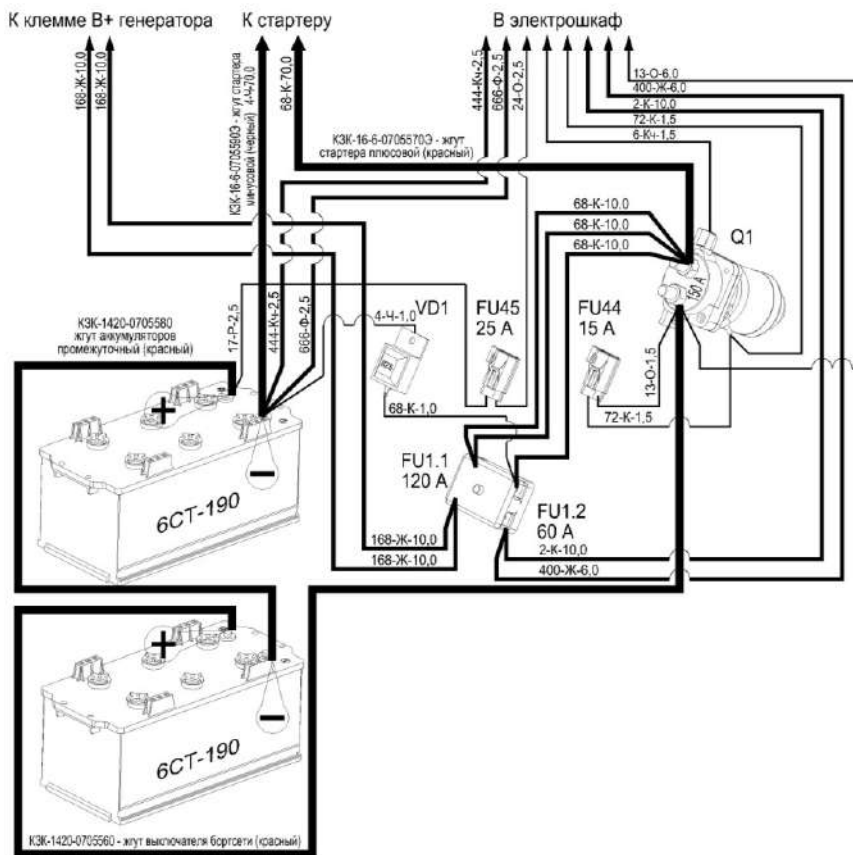 К клемме В+ генератора
К стартеру
В электрошкаф
168-Ж-10,0
168-Ж-10,0
КЗК-16-6-0705590Э - жгут стартера
минусовой (черный)
4-Ч-70,0
68-К-70,0
444-Кч-2,5
666-Ф-2,5
24-О-2,5
13-О-6,0
400-Ж-6,0
2-К-10,0
72-К-1,5
6-Кч-1,5
КЗК-16-6-0705570Э - жгут
стартера плюсовой (красный)
68-К-10,0
68-К-10,0
68-К-10,0
Q1
150 А
КЗК-1420-0705580
жгут аккумуляторов
промежуточный (красный)
17-Р-2,5
444-Кч-2,5
666-Ф-2,5
4-Ч-1,0
VD1
FU45
25 А
FU44
15 А
13-О-1,5
68-К-1,0
72-К-1,5
FU1.1
120 А
FU1.2
60 А
6СТ-190
168-Ж-10,0
168-Ж-10,0
2-К-10,0
400-Ж-6,0
6СТ-190
КЗК-1420-0705560 - жгут выключателя бортсети (красный)